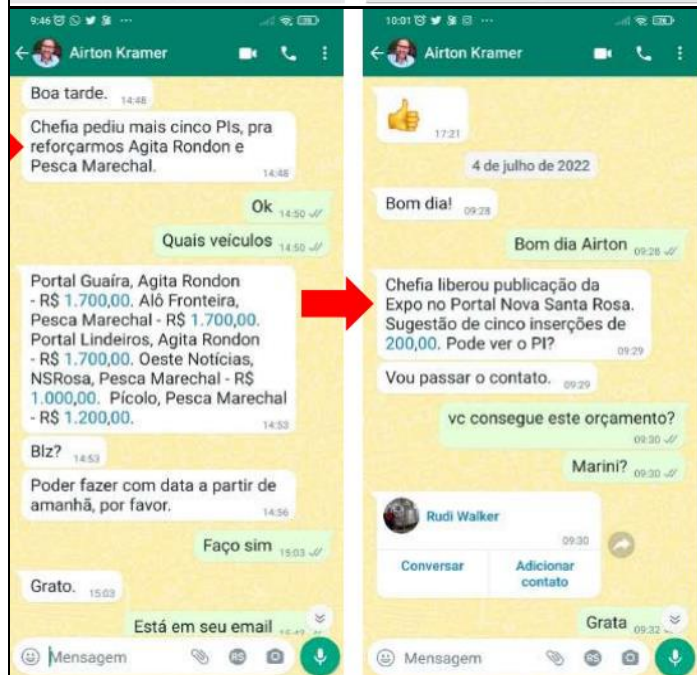 9:46
Airton Kramer
Boa tarde. 14:48
Chefia pediu mais cinco PIs, pra
reforçarmos Agita Rondon e
Pesca Marechal. 14:48
Ok 14:50
Quais veículos 14:50
Portal Guaíra, Agita Rondon
- R$ 1.700,00. Alô Fronteira,
Pesca Marechal - R$ 1.700,00.
Portal Lindeiros, Agita Rondon
- R$ 1.700,00. Oeste Notícias,
NSRosa, Pesca Marechal - R$
1.000,00. Pícolo, Pesca Marechal
- R$ 1.200,00. 14:53
Blz? 14:53
Poder fazer com data a partir de
amanhã, por favor. 14:56
Faço sim 15:03
Grato. 15:03
Está em seu email
Mensagem
10:01
Airton Kramer
17:21
4 de julho de 2022
Bom dia! 09:28
Bom dia Airton 09:28
Chefia liberou publicação da
Expo no Portal Nova Santa Rosa.
Sugestão de cinco inserções de
200,00. Pode ver o PI? 09:29
Vou passar o contato. 09:29
vc consegue este orçamento?
09:30
Marini? 09:30
Rudi Walker
09:30
Conversar Adicionar
contato
Grata 09:32
Mensagem